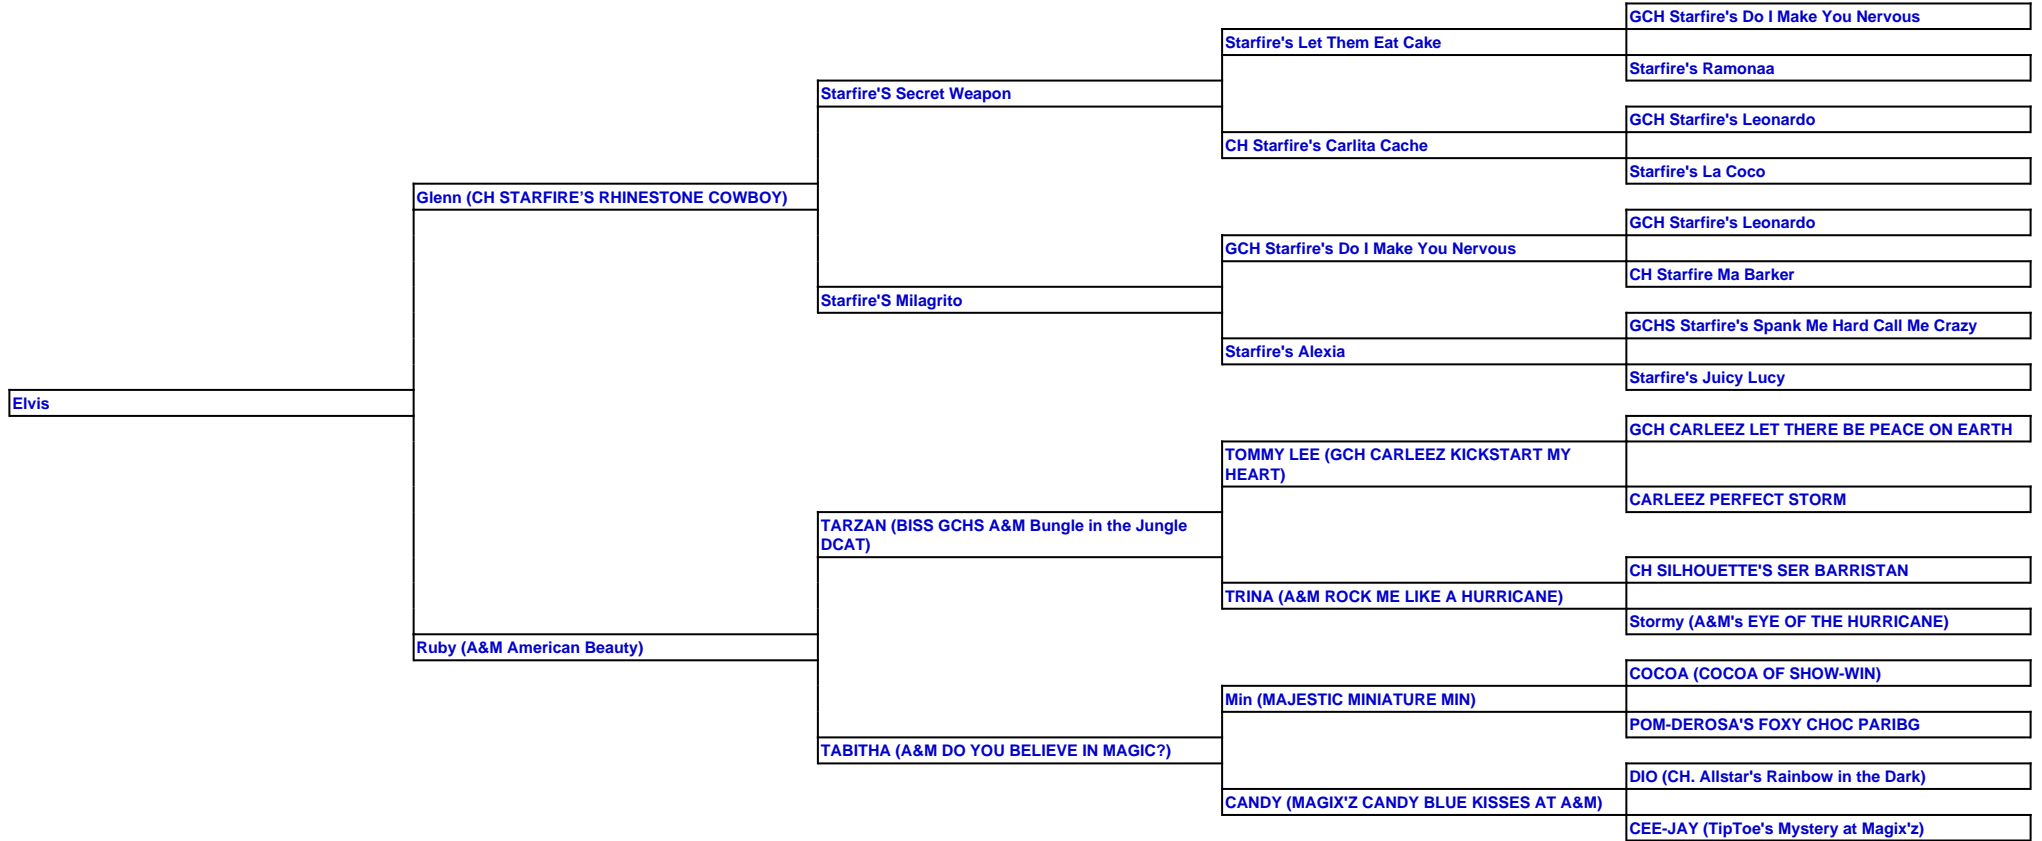 GCH Starfire's Do I Make You Nervous
Starfire's Let Them Eat Cake
Starfire's Ramonaa
Starfire'S Secret Weapon
GCH Starfire's Leonardo
CH Starfire's Carlita Cache
Starfire's La Coco
Glenn (CH STARFIRE’S RHINESTONE COWBOY)
GCH Starfire's Leonardo
GCH Starfire's Do I Make You Nervous
CH Starfire Ma Barker
Starfire'S Milagrito
GCHS Starfire's Spank Me Hard Call Me Crazy
Starfire's Alexia
Starfire's Juicy Lucy
Elvis
GCH CARLEEZ LET THERE BE PEACE ON EARTH
TOMMY LEE (GCH CARLEEZ KICKSTART MY
HEART)
CARLEEZ PERFECT STORM
TARZAN (BISS GCHS A&M Bungle in the Jungle
DCAT)
CH SILHOUETTE'S SER BARRISTAN
TRINA (A&M ROCK ME LIKE A HURRICANE)
Stormy (A&M's EYE OF THE HURRICANE)
Ruby (A&M American Beauty)
COCOA (COCOA OF SHOW-WIN)
Min (MAJESTIC MINIATURE MIN)
POM-DEROSA'S FOXY CHOC PARIBG
TABITHA (A&M DO YOU BELIEVE IN MAGIC?)
DIO (CH. Allstar's Rainbow in the Dark)
CANDY (MAGIX'Z CANDY BLUE KISSES AT A&M)
CEE-JAY (TipToe's Mystery at Magix'z)